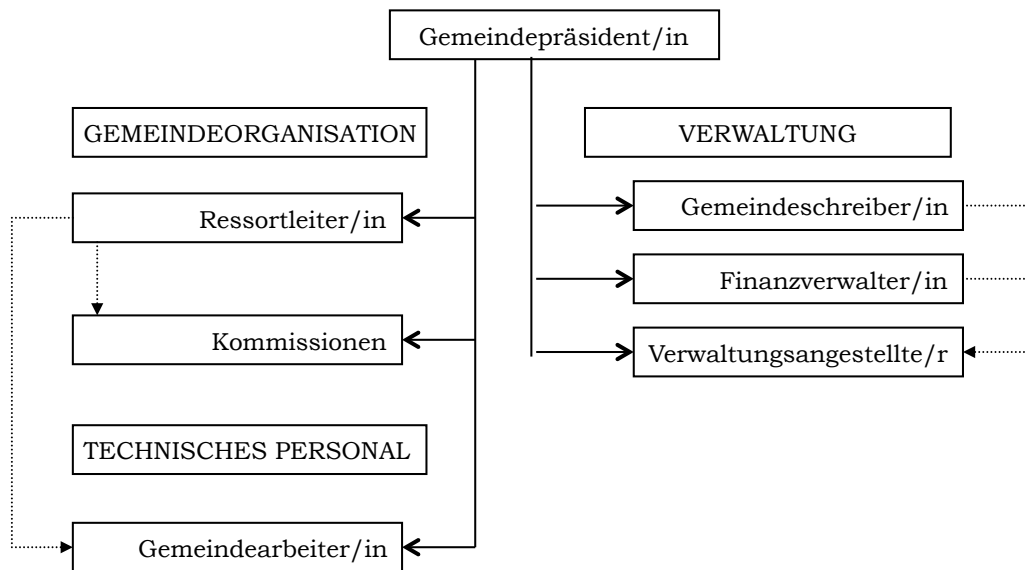 Gemeindepräsident/in
GEMEINDEORGANISATION
VERWALTUNG
Ressortleiter/in
Gemeindeschreiber/in
Finanzverwalter/in
Kommissionen
Verwaltungsangestellte/r
TECHNISCHES PERSONAL
Gemeindearbeiter/in